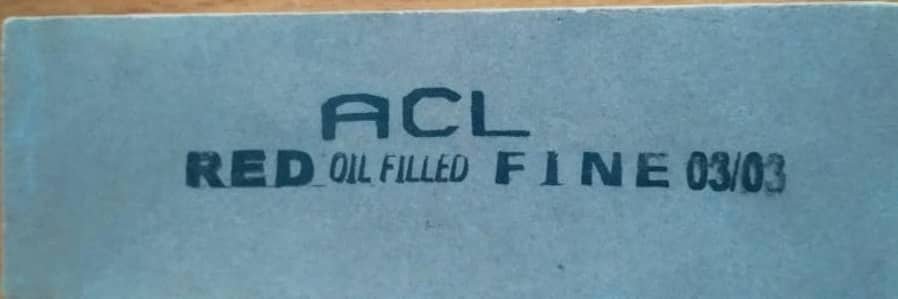 ACL
RED OIL FILLED FINE 03/03